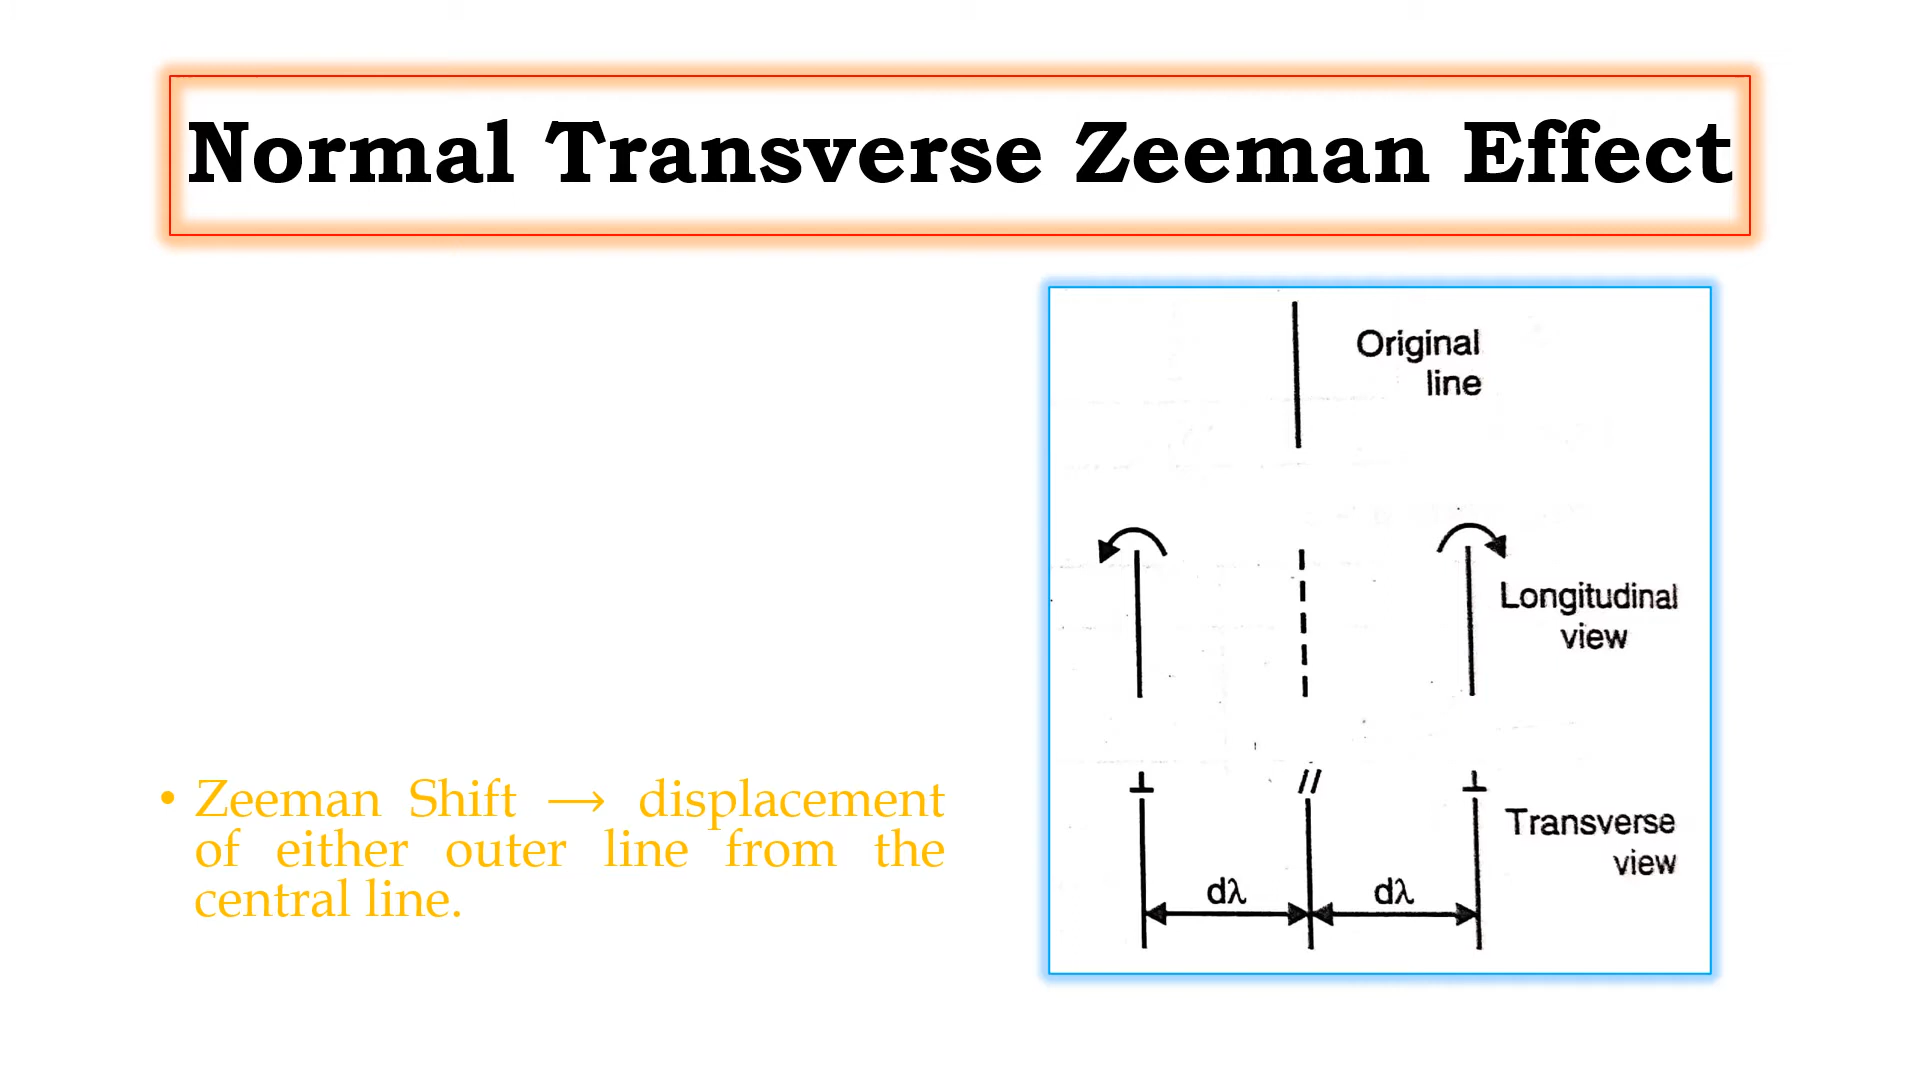 Normal Transverse Zeeman Effect
Original
line
Longitudinal
view
⊥ // ⊥
Transverse
view
dλ dλ
• Zeeman Shift ⟶ displacement
of either outer line from the
central line.